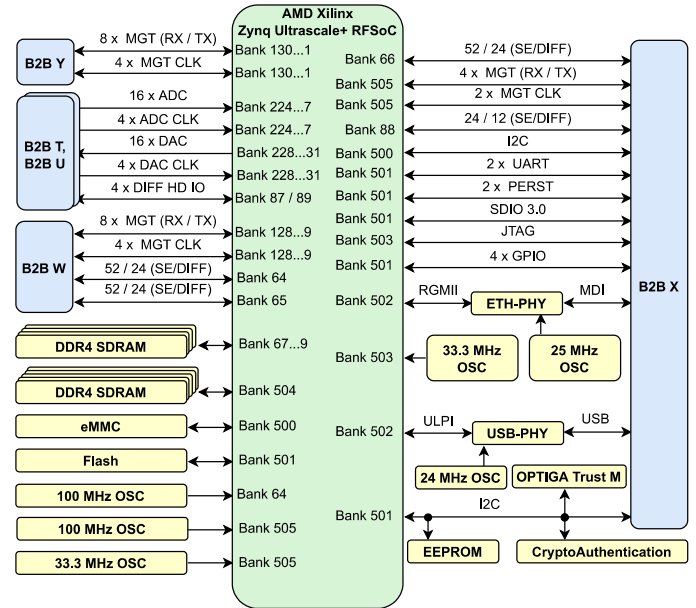 AMD Xilinx
Zynq Ultrascale+ RFSoC
B2B Y
8 x MGT (RX / TX)
Bank 130...1
4 x MGT CLK
Bank 130...1
B2B T,
B2B U
16 x ADC
Bank 224...7
4 x ADC CLK
Bank 224...7
16 x DAC
Bank 228...31
4 x DAC CLK
Bank 228...31
4 x DIFF HD IO
Bank 87 / 89
B2B W
8 x MGT (RX / TX)
Bank 128...9
4 x MGT CLK
Bank 128...9
52 / 24 (SE/DIFF)
Bank 64
52 / 24 (SE/DIFF)
Bank 65
DDR4 SDRAM
Bank 67...9
DDR4 SDRAM
Bank 504
eMMC
Bank 500
Flash
Bank 501
100 MHz OSC
Bank 64
100 MHz OSC
Bank 505
33.3 MHz OSC
Bank 505
Bank 66
52 / 24 (SE/DIFF)
Bank 505
4 x MGT (RX / TX)
Bank 505
2 x MGT CLK
Bank 88
24 / 12 (SE/DIFF)
Bank 500
I2C
Bank 501
2 x UART
Bank 501
2 x PERST
Bank 501
SDIO 3.0
Bank 503
JTAG
Bank 501
4 x GPIO
B2B X
Bank 502
RGMII
ETH-PHY
MDI
Bank 503
33.3 MHz
OSC
25 MHz
OSC
Bank 502
ULPI
USB-PHY
USB
24 MHz OSC
OPTIGA Trust M
Bank 501
I2C
EEPROM
CryptoAuthentication